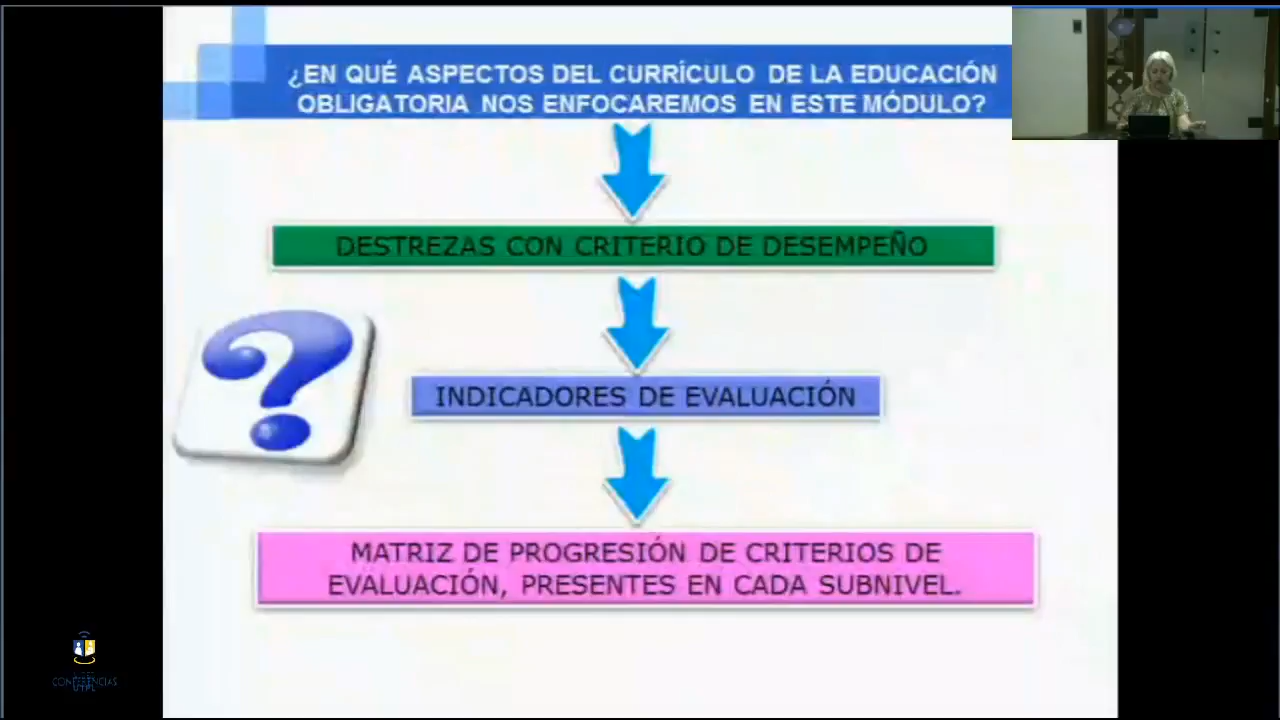 ¿EN QUÉ ASPECTOS DEL CURRÍCULO DE LA EDUCACIÓN
OBLIGATORIA NOS ENFOCAREMOS EN ESTE MÓDULO?
DESTREZAS CON CRITERIO DE DESEMPEÑO
INDICADORES DE EVALUACIÓN
MATRIZ DE PROGRESIÓN DE CRITERIOS DE
EVALUACIÓN, PRESENTES EN CADA SUBNIVEL.
CONFERENCIAS